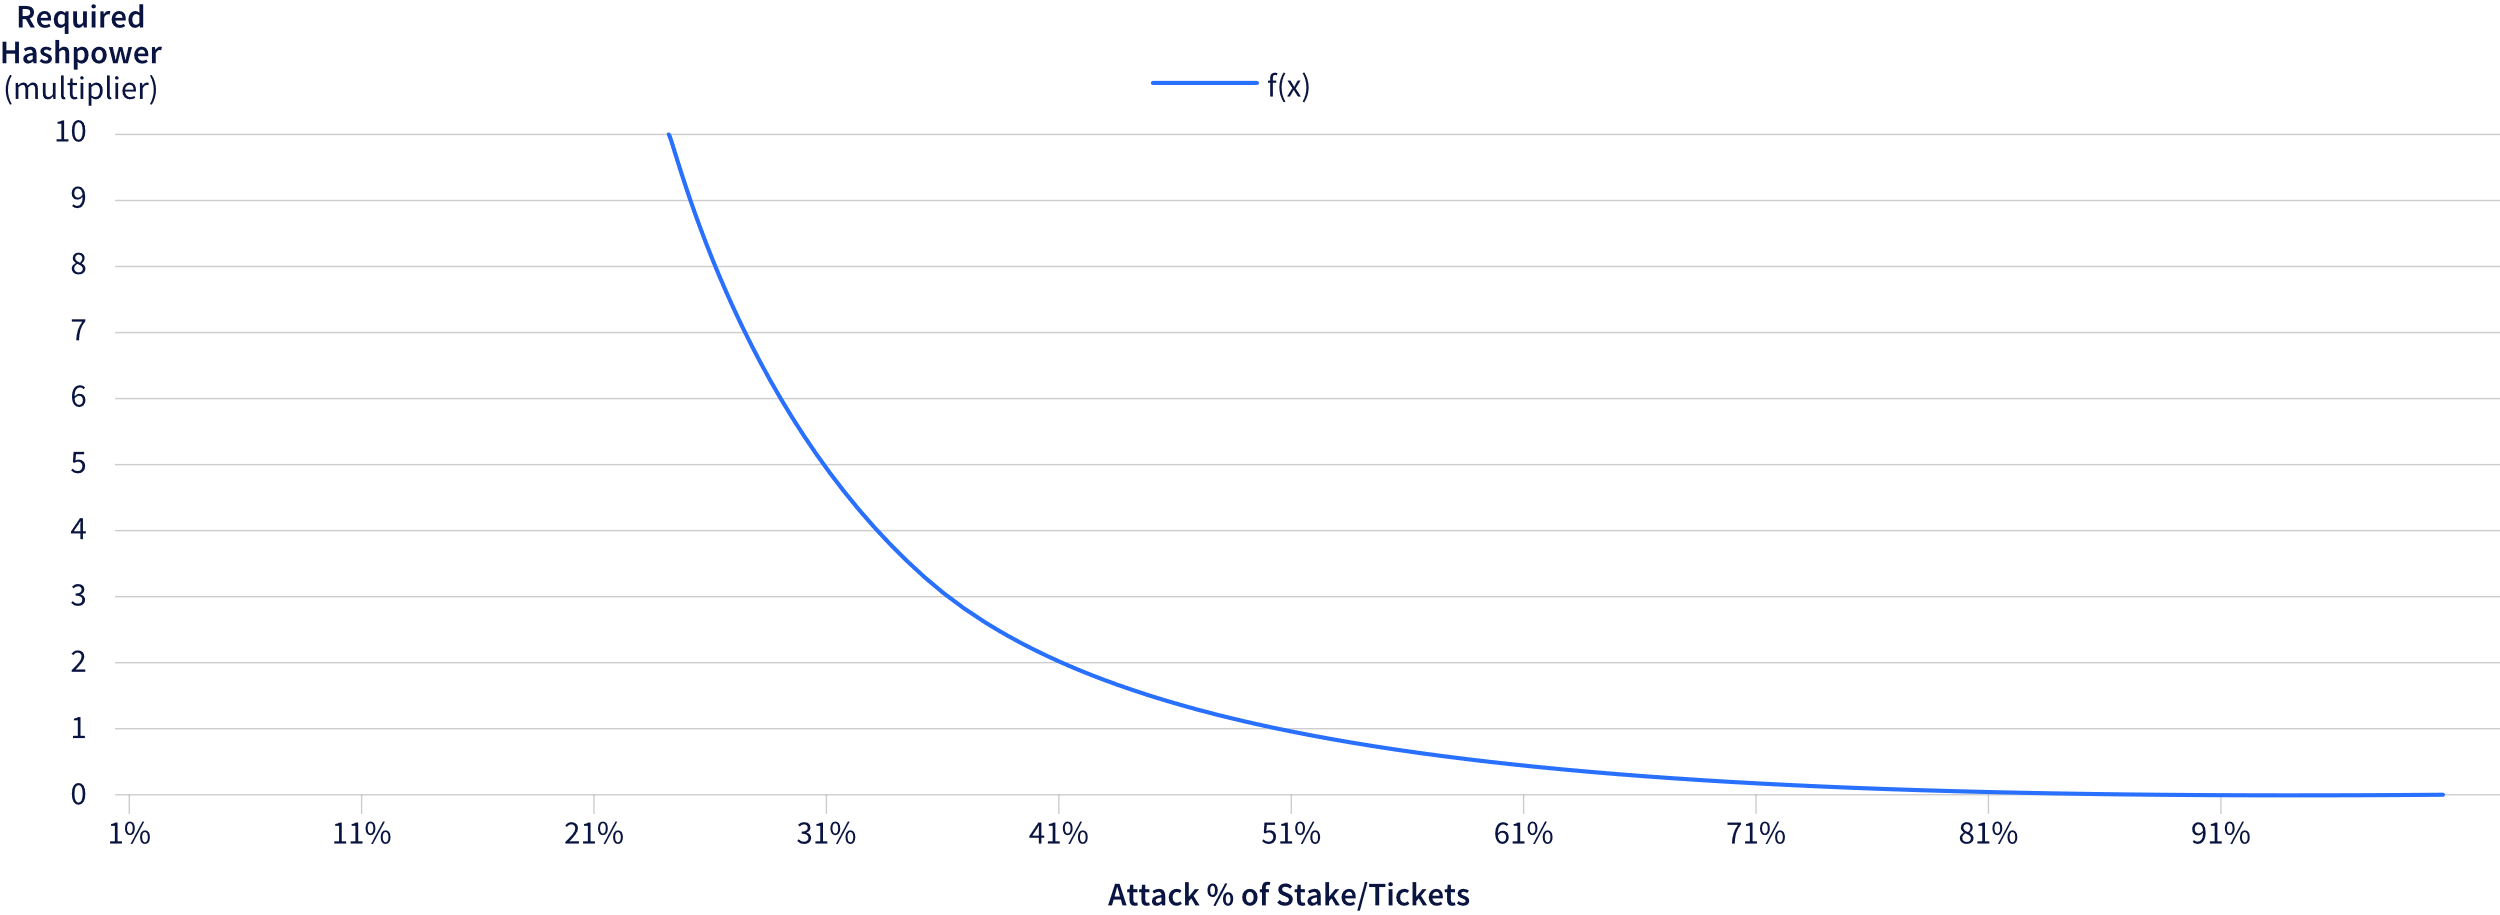 Required
Hashpower
(multiplier)
f(x)
10
9
8
7
6
5
4
3
2
1
0
1% 11% 21% 31% 41% 51% 61% 71% 81% 91%
Attack % of Stake/Tickets